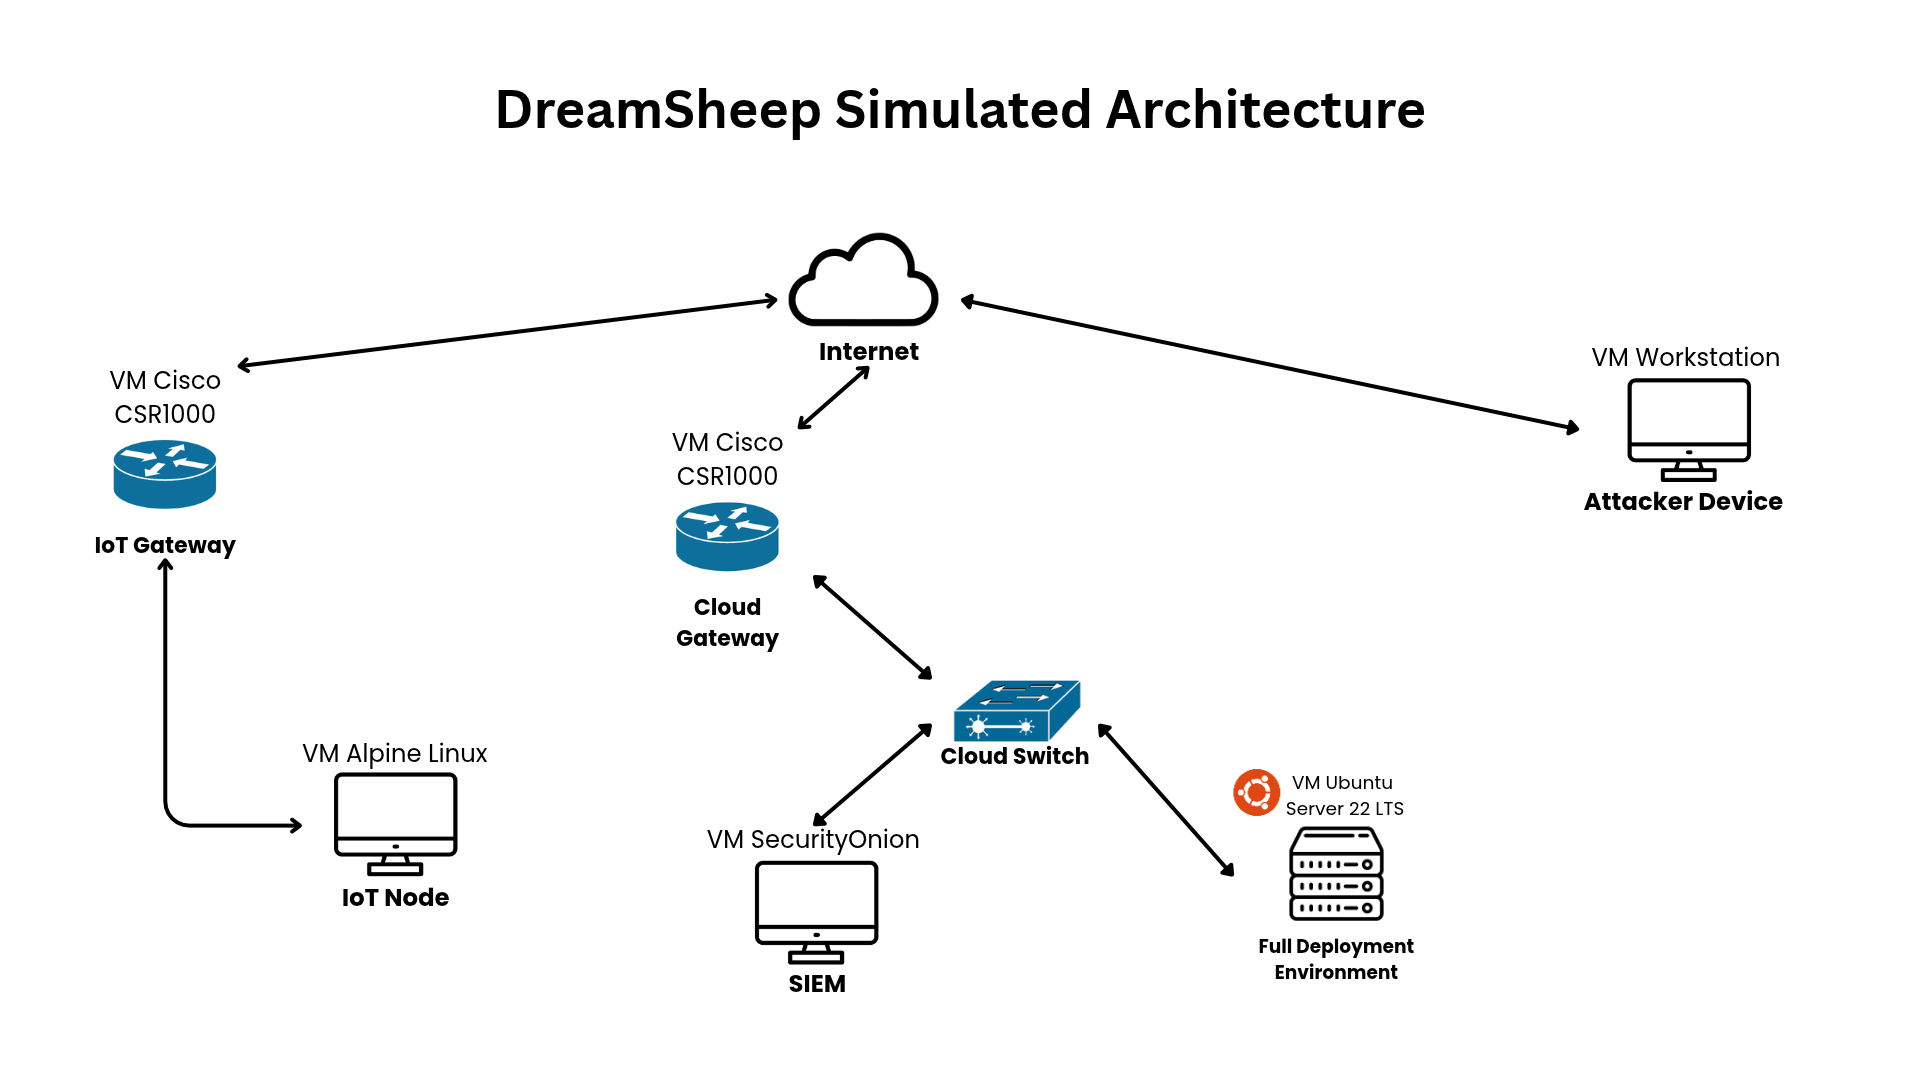 DreamSheep Simulated Architecture
Internet
VM Cisco
CSR1000
IoT Gateway
VM Cisco
CSR1000
Cloud
Gateway
VM Workstation
Attacker Device
VM Alpine Linux
IoT Node
Cloud Switch
VM SecurityOnion
SIEM
VM Ubuntu
Server 22 LTS
Full Deployment
Environment